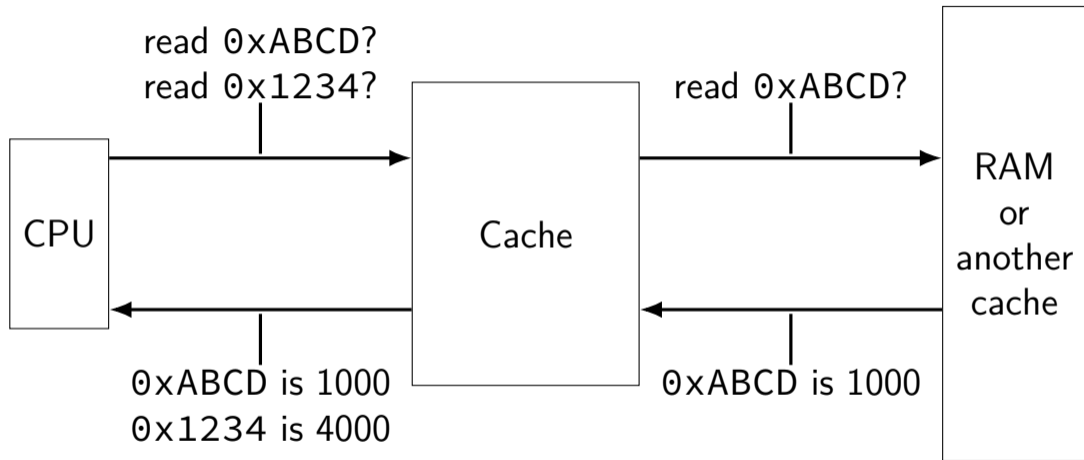 read 0xABCD?
read 0x1234?
read 0xABCD?
CPU
Cache
RAM
or
another
cache
0xABCD is 1000
0x1234 is 4000
0xABCD is 1000